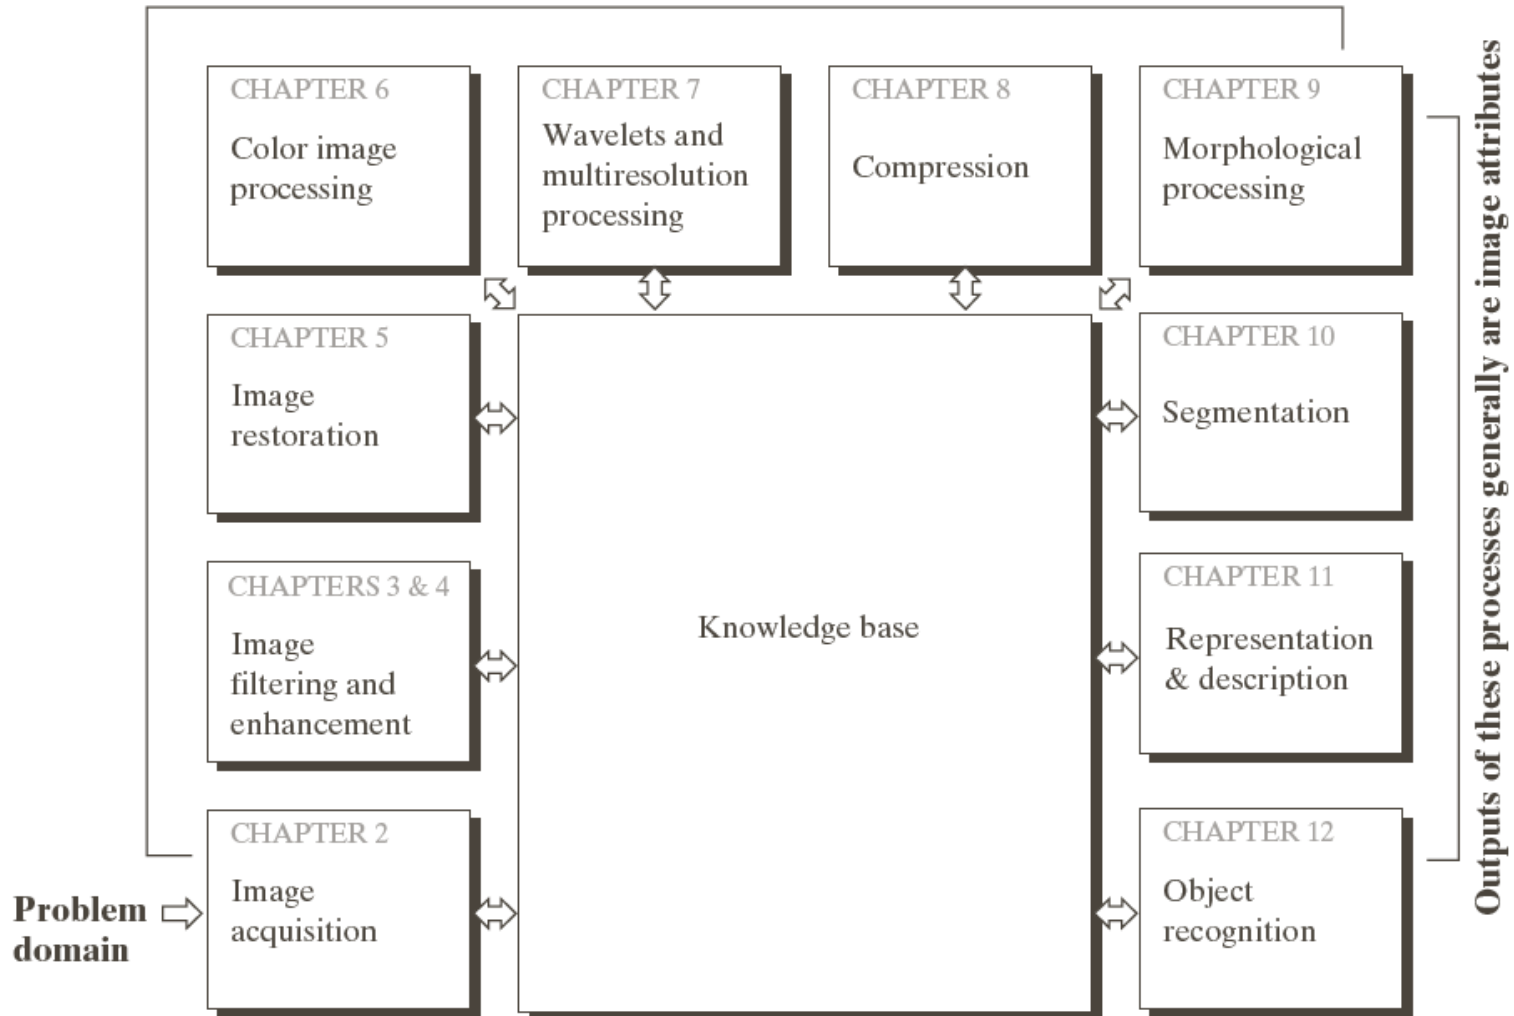 CHAPTER 6
Color image
processing
CHAPTER 7
Wavelets and
multiresolution
processing
CHAPTER 8
Compression
CHAPTER 9
Morphological
processing
CHAPTER 5
Image
restoration
CHAPTER 10
Segmentation
CHAPTERS 3 & 4
Image
filtering and
enhancement
Knowledge base
CHAPTER 11
Representation
& description
CHAPTER 2
Image
acquisition
CHAPTER 12
Object
recognition
Problem
domain
Outputs of these processes generally are image attributes